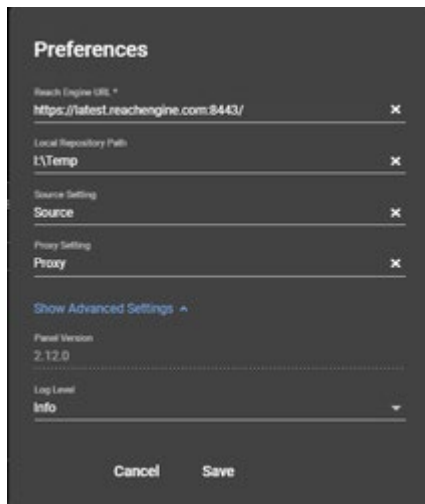 Preferences
Reach Engine URL *
https://latest.reachengine.com:8443/
Local Repository Path
I:\Temp
Source Setting
Source
Proxy Setting
Proxy
Show Advanced Settings
Panel Version
2.12.0
Log Level
Info
Cancel Save